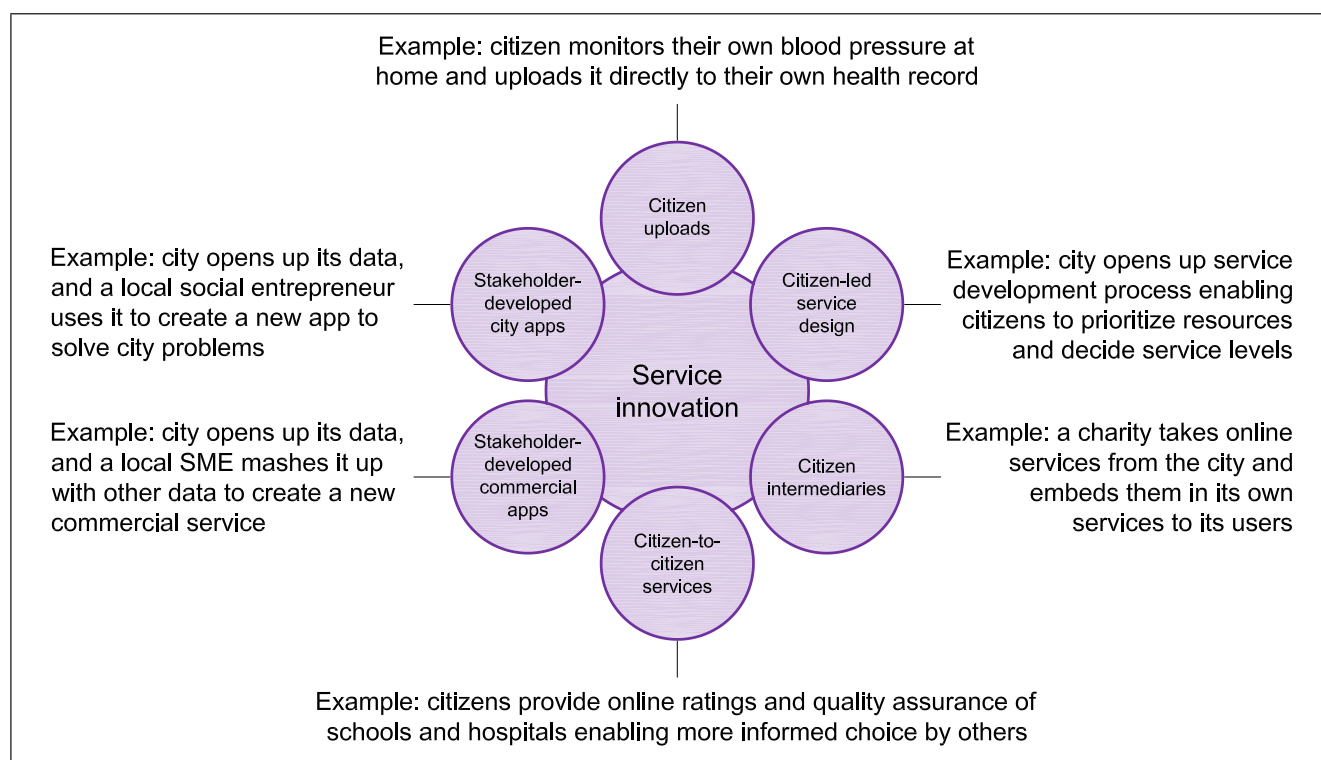 Example: citizen monitors their own blood pressure at
home and uploads it directly to their own health record
Citizen
uploads
Example: city opens up its data,
and a local social entrepreneur
uses it to create a new app to
solve city problems
Stakeholder-
developed
city apps
Citizen-led
service
design
Example: city opens up service
development process enabling
citizens to prioritize resources
and decide service levels
Service
innovation
Example: city opens up its data,
and a local SME mashes it up
with other data to create a new
commercial service
Stakeholder-
developed
commercial
apps
Citizen
intermediaries
Example: a charity takes online
services from the city and
embeds them in its own
services to its users
Citizen-to-
citizen
services
Example: citizens provide online ratings and quality assurance of
schools and hospitals enabling more informed choice by others